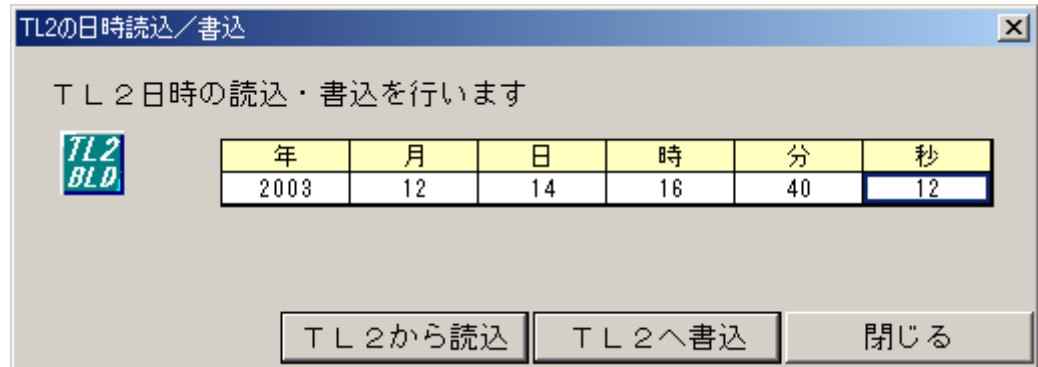 TL2の日時読込／書込
ＴＬ２日時の読込・書込を行います
TL2
BLD
年 月 日 時 分 秒
2003 12 14 16 40 12
ＴＬ２から読込 ＴＬ２へ書込 閉じる